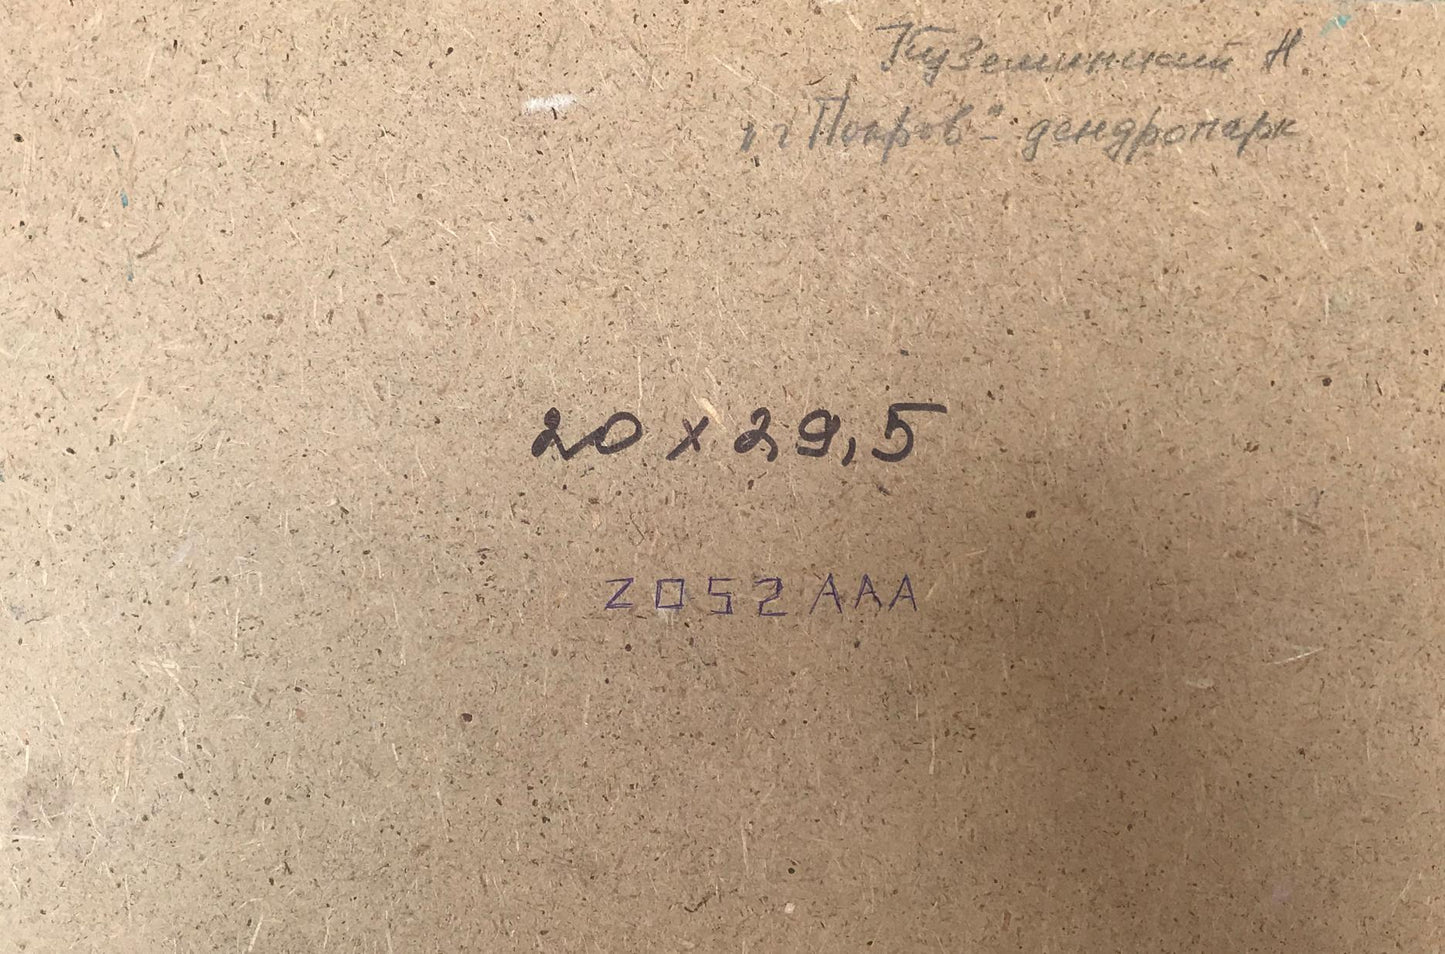 Куземинский Н.
"г Покров" - дендропарк
20 x 29,5
Z052AAA